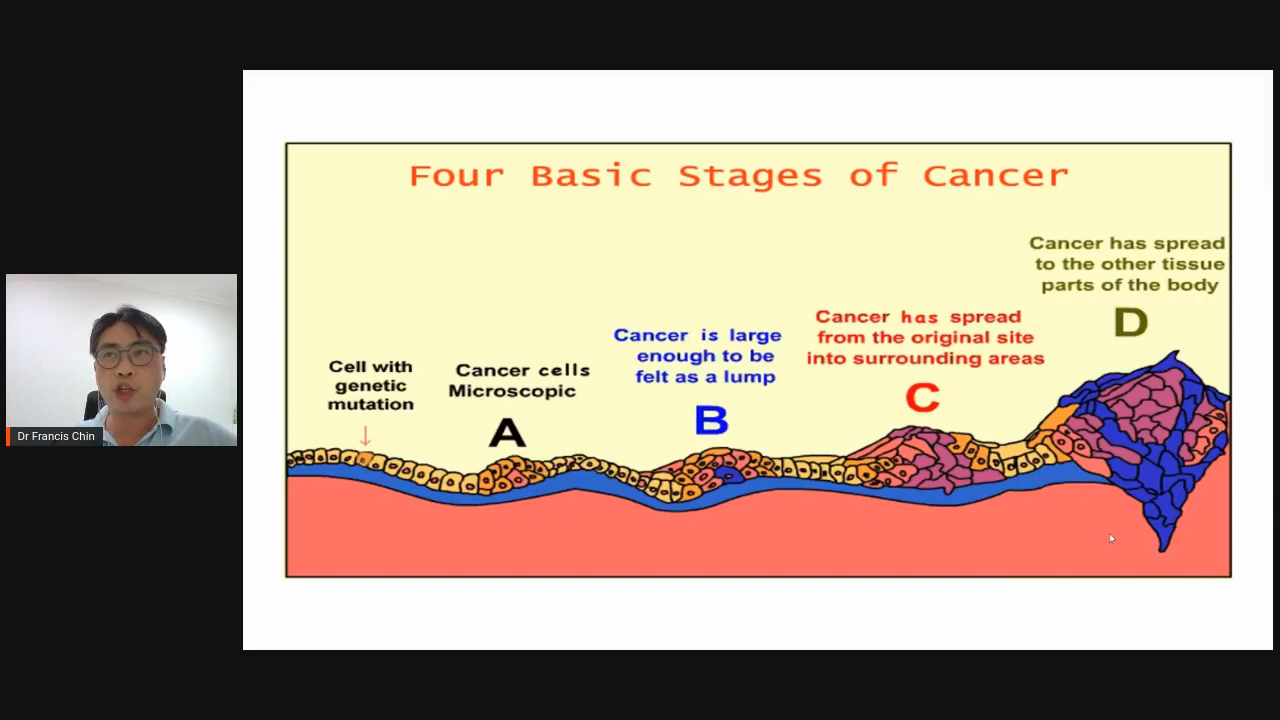 Four Basic Stages of Cancer
Cancer has spread
to the other tissue
parts of the body
D
Cancer has spread
from the original site
into surrounding areas
C
Cancer is large
enough to be
felt as a lump
B
Cancer cells
Microscopic
A
Cell with
genetic
mutation
Dr Francis Chin